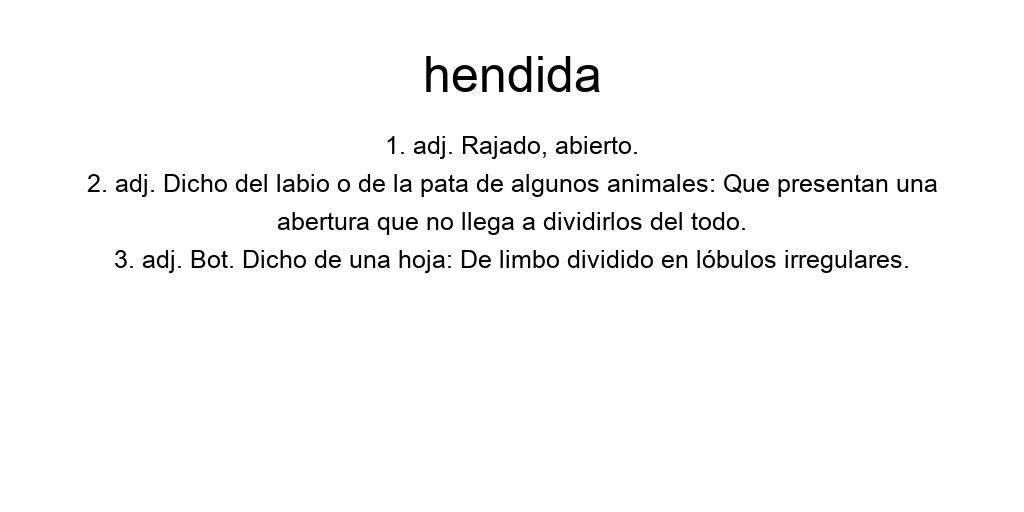 hendida
1. adj. Rajado, abierto.
2. adj. Dicho del labio o de la pata de algunos animales: Que presentan una
abertura que no llega a dividirlos del todo.
3. adj. Bot. Dicho de una hoja: De limbo dividido en lóbulos irregulares.